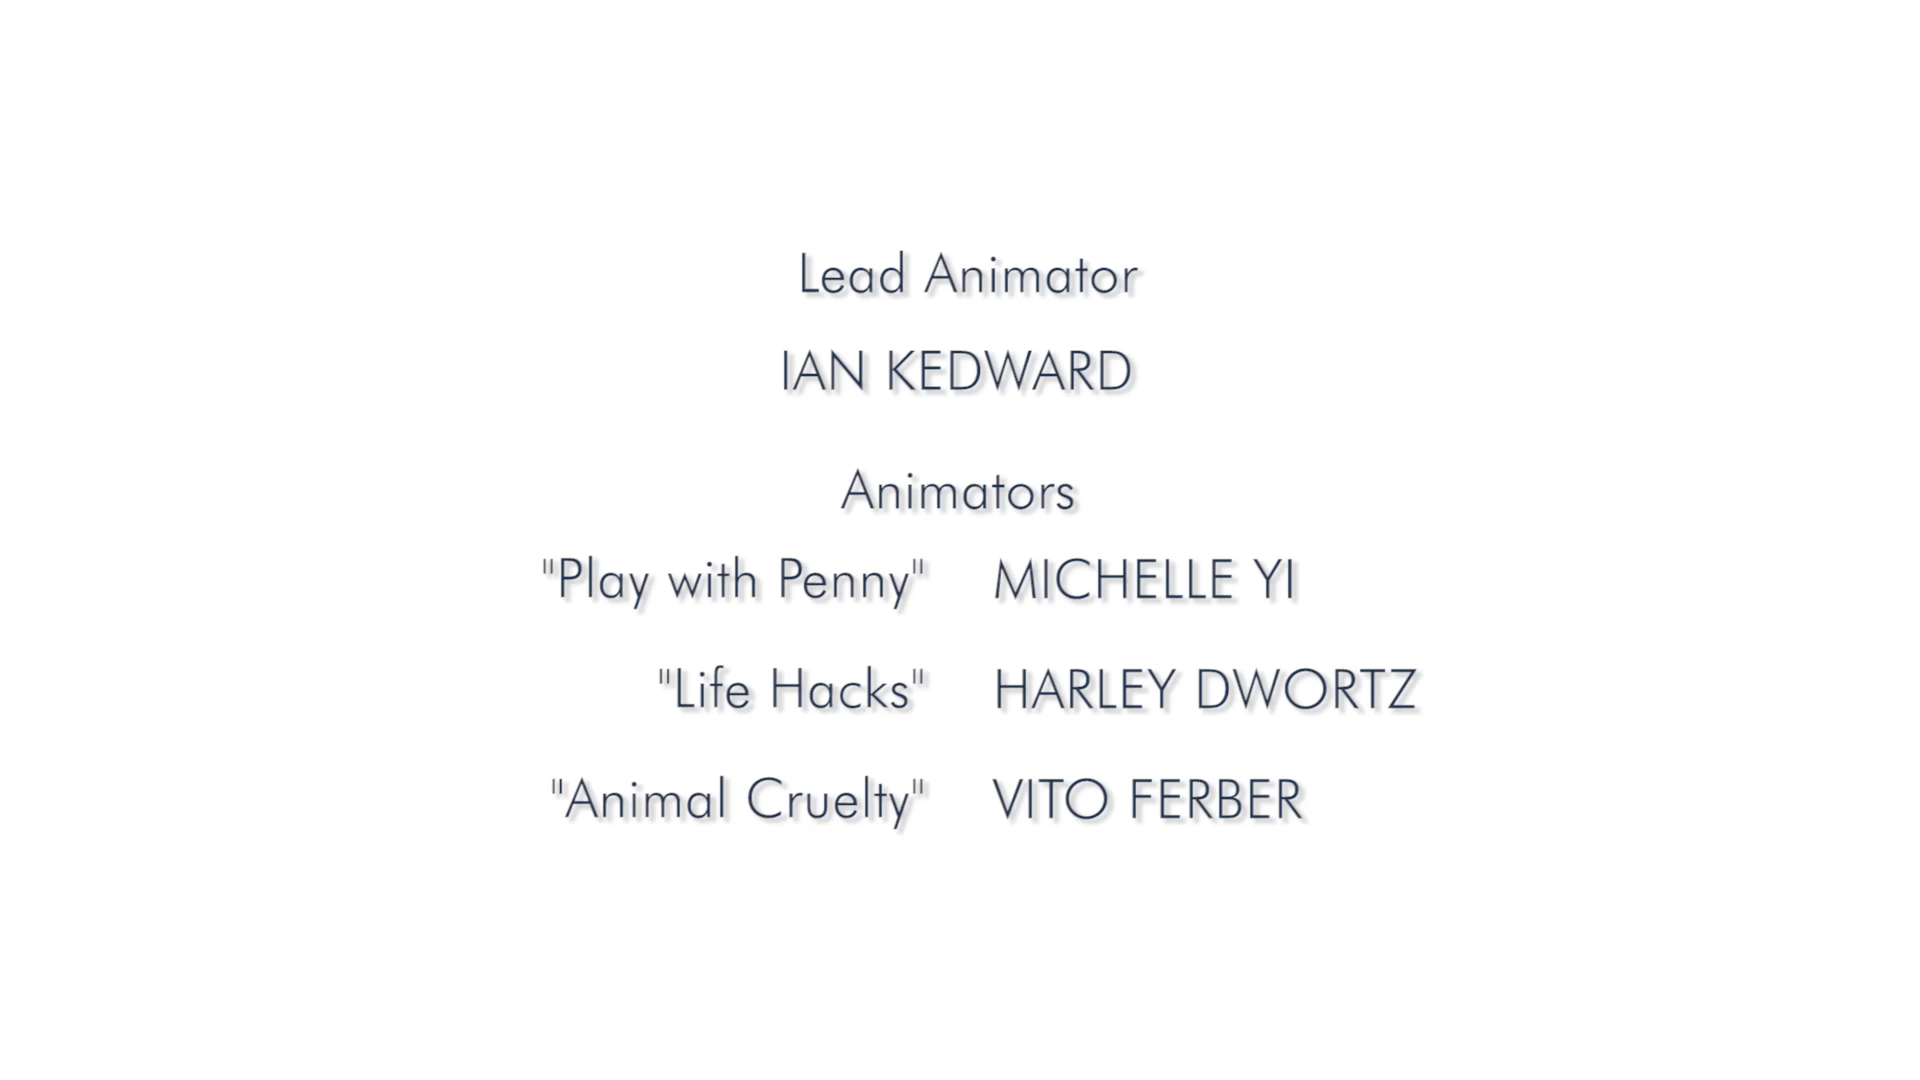 Lead Animator
IAN KEDWARD
Animators
"Play with Penny" MICHELLE YI
"Life Hacks" HARLEY DWORTZ
"Animal Cruelty" VITO FERBER